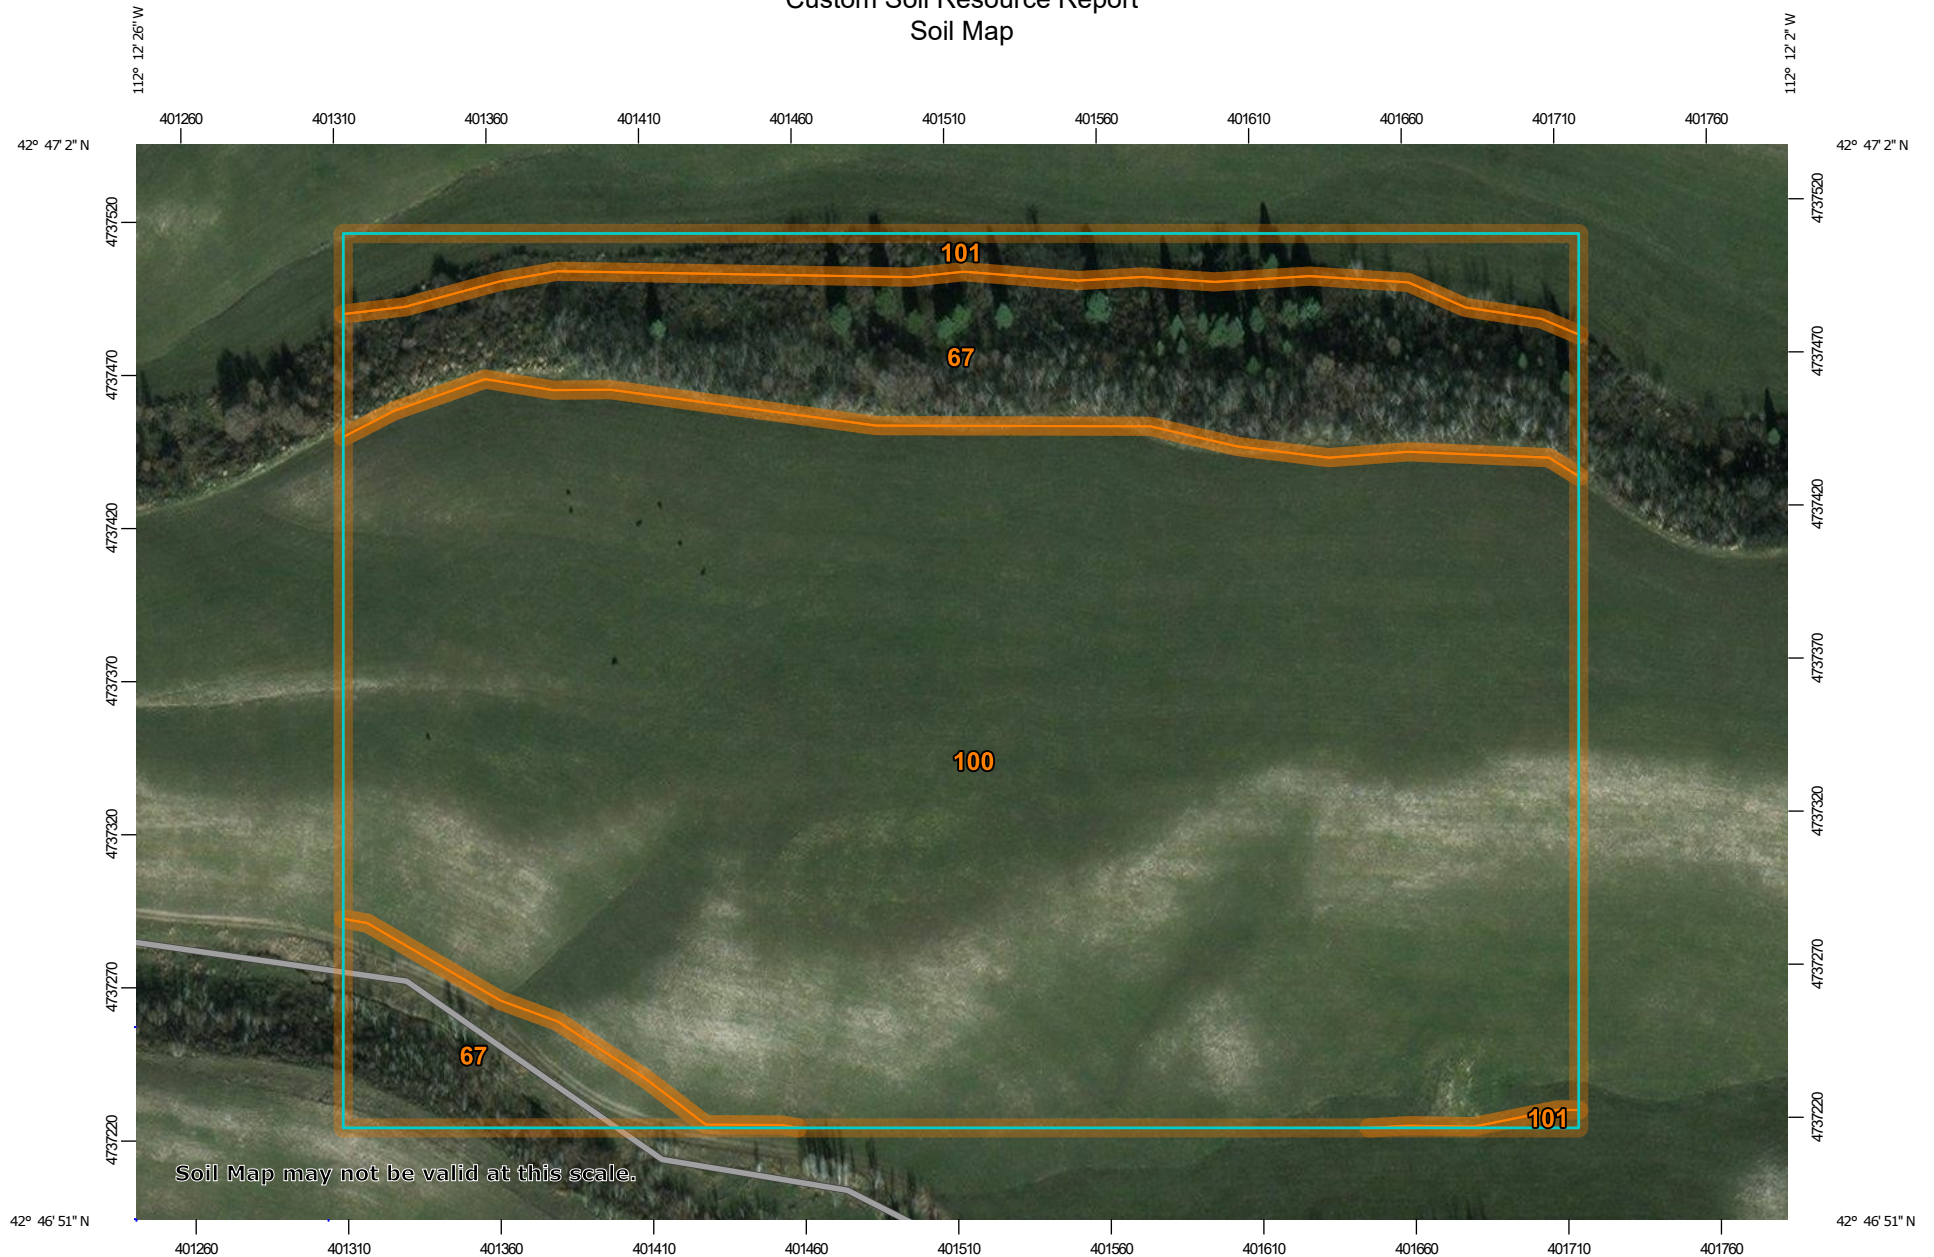 Custom Soil Resource Report
Soil Map
112° 12' 26" W
112° 12' 2" W
401260 401310 401360 401410 401460 401510 401560 401610 401660 401710 401760
42° 47' 2" N
42° 47' 2" N
4737520
4737520
101
67
4737470
4737470
4737420
4737420
4737370
4737370
100
4737320
4737320
4737270
4737270
67
101
4737220
4737220
Soil Map may not be valid at this scale.
42° 46' 51" N
42° 46' 51" N
401260 401310 401360 401410 401460 401510 401560 401610 401660 401710 401760